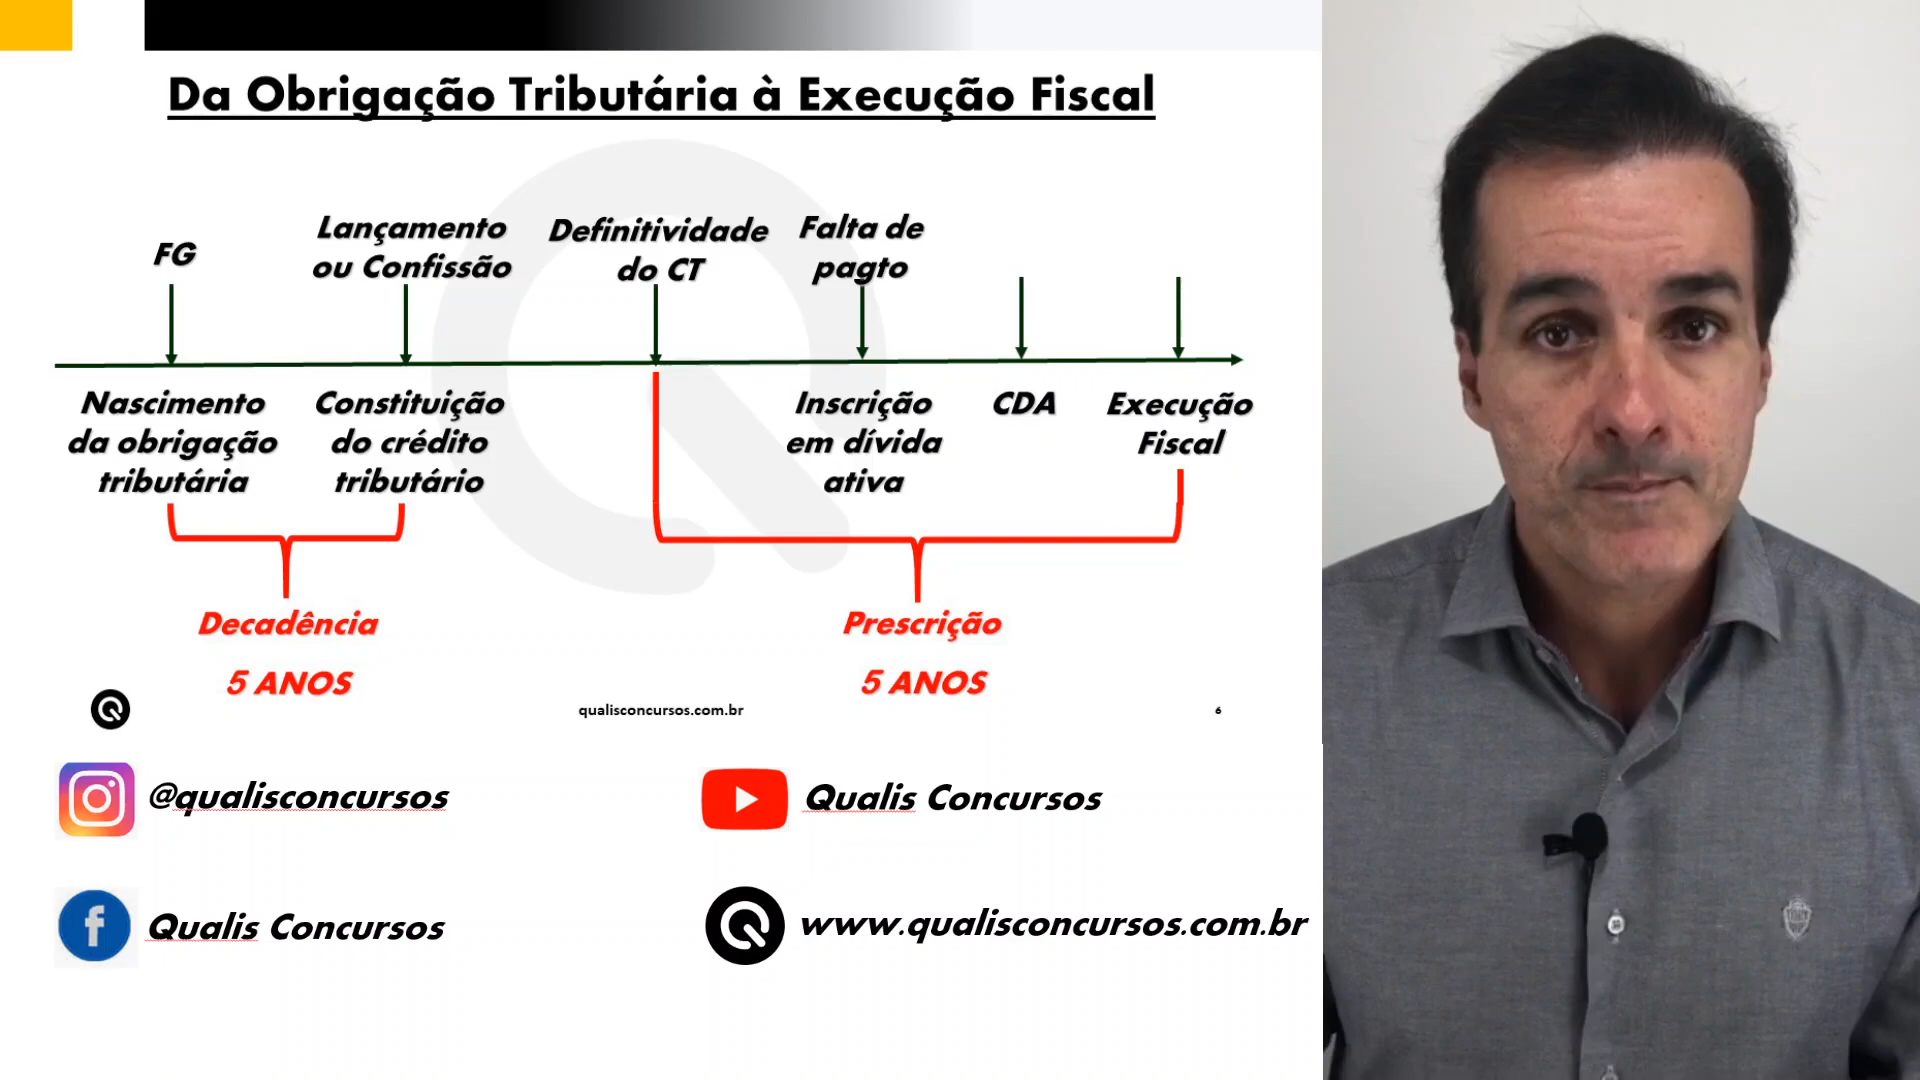 Da Obrigação Tributária à Execução Fiscal
FG
Lançamento
ou Confissão
Definitividade
do CT
Falta de
pagto
Nascimento
da obrigação
tributária
Constituição
do crédito
tributário
Inscrição
em dívida
ativa
CDA
Execução
Fiscal
Decadência
5 ANOS
Prescrição
5 ANOS
qualisconcursos.com.br
6
@qualisconcursos
Qualis Concursos
Qualis Concursos
www.qualisconcursos.com.br